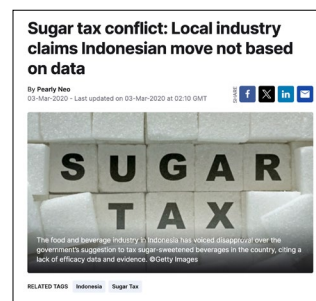 Sugar tax conflict: Local industry
claims Indonesian move not based
on data
By Pearly Neo
03-Mar-2020 - Last updated on 03-Mar-2020 at 02:10 GMT
SHARE
f
X
in
SUGAR
TAX
The food and beverage industry in Indonesia has voiced disapproval over the
government's suggestion to tax sugar-sweetened beverages in the country, citing a
lack of efficacy data and evidence. ©Getty Images
RELATED TAGS Indonesia Sugar Tax